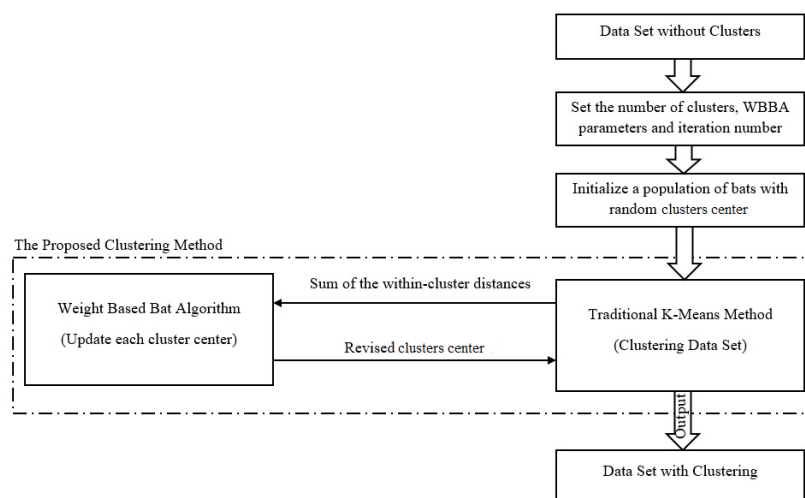 Data Set without Clusters
Set the number of clusters, WBBA
parameters and iteration number
Initialize a population of bats with
random clusters center
The Proposed Clustering Method
Weight Based Bat Algorithm
(Update each cluster center)
Sum of the within-cluster distances
Revised clusters center
Traditional K-Means Method
(Clustering Data Set)
Output
Data Set with Clustering